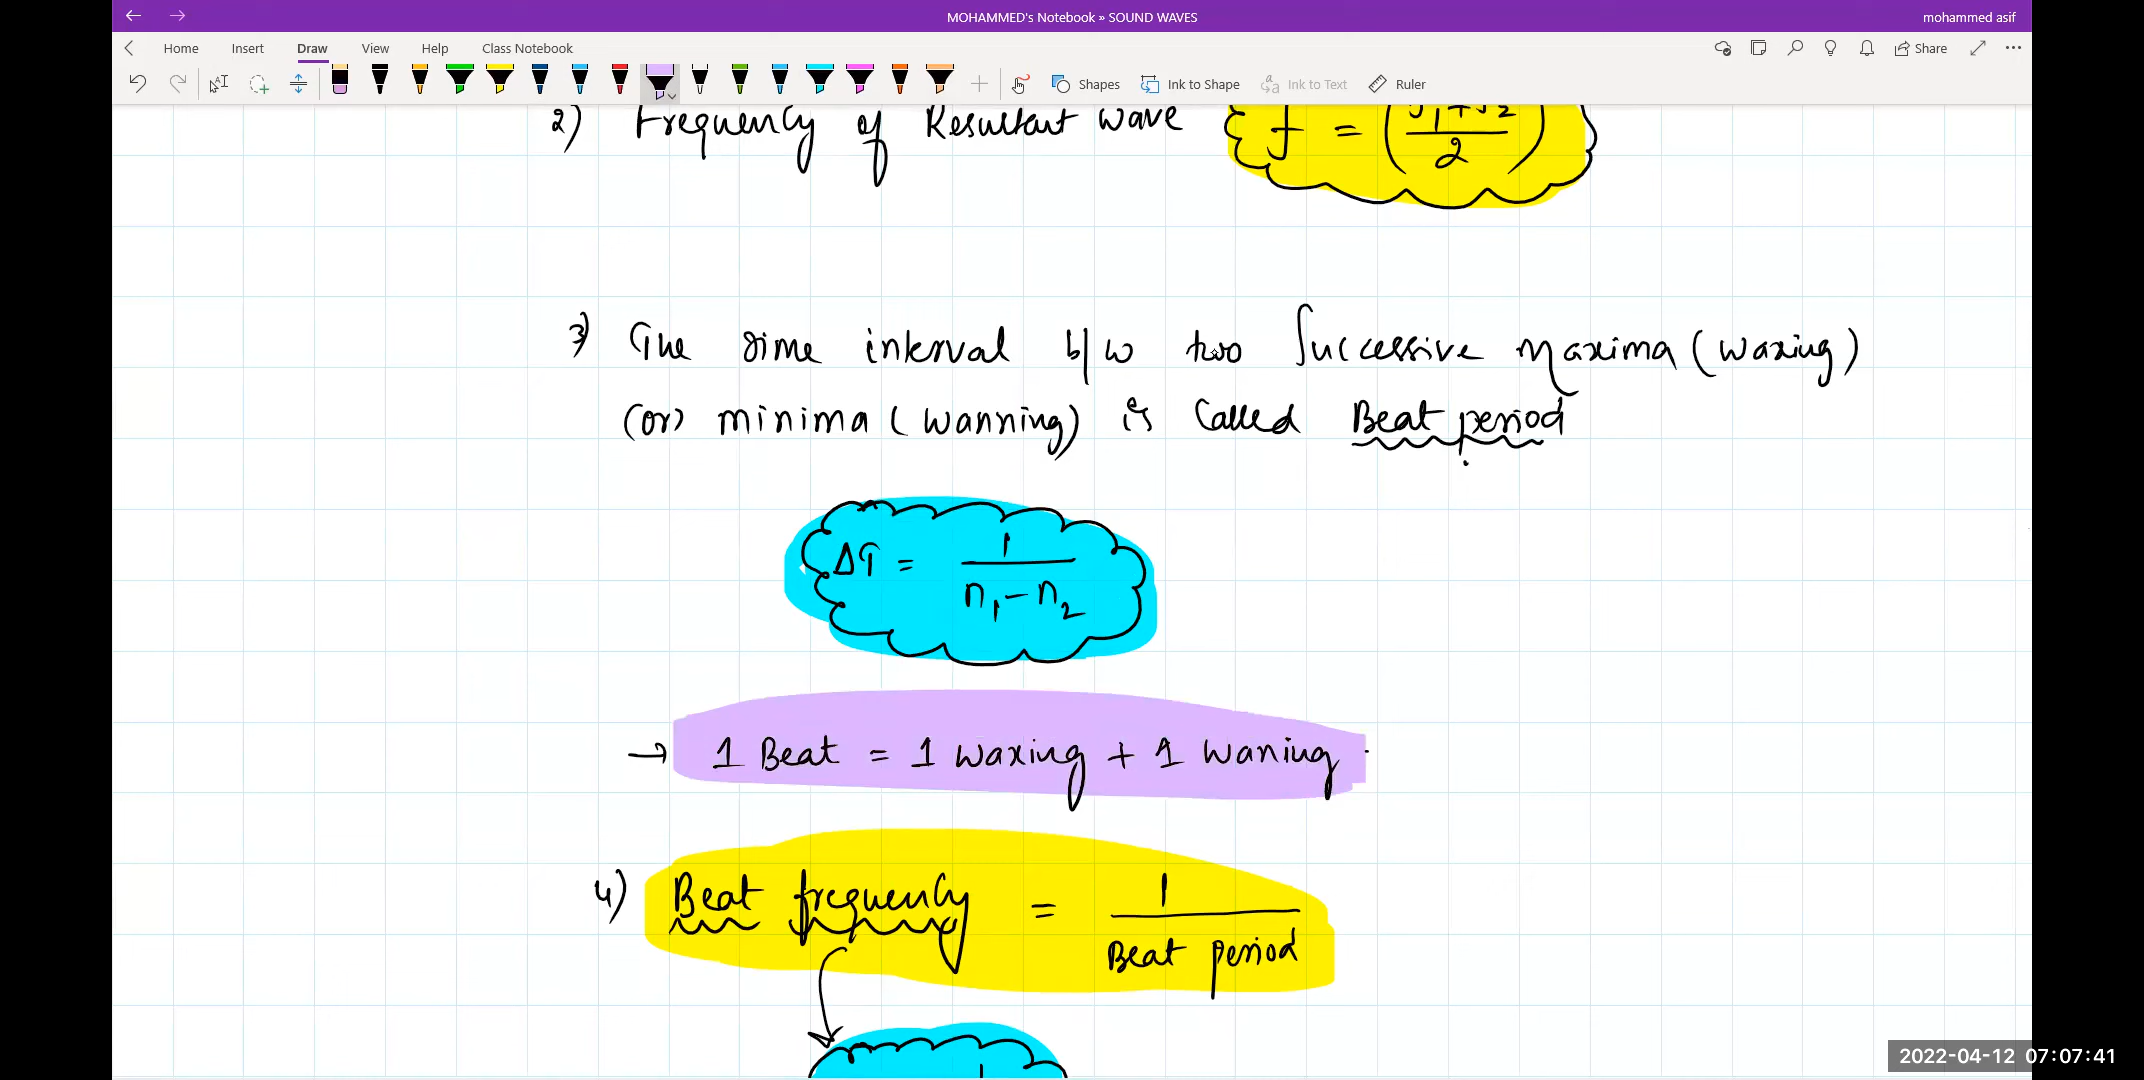 MOHAMMED's Notebook » SOUND WAVES
mohammed asif
Home Insert Draw View Help Class Notebook
Share
Shapes Ink to Shape Ink to Text Ruler
2) Frequency of Resultant wave f = (f1+f2 / 2)
3) The time interval b/w two Successive maxima (waxing)
(or) minima (wanning) is called Beat period
ΔT = 1 / n1 - n2
→ 1 Beat = 1 waxing + 1 waning
4) Beat frequency = 1 / Beat period
2022-04-12 07:07:41